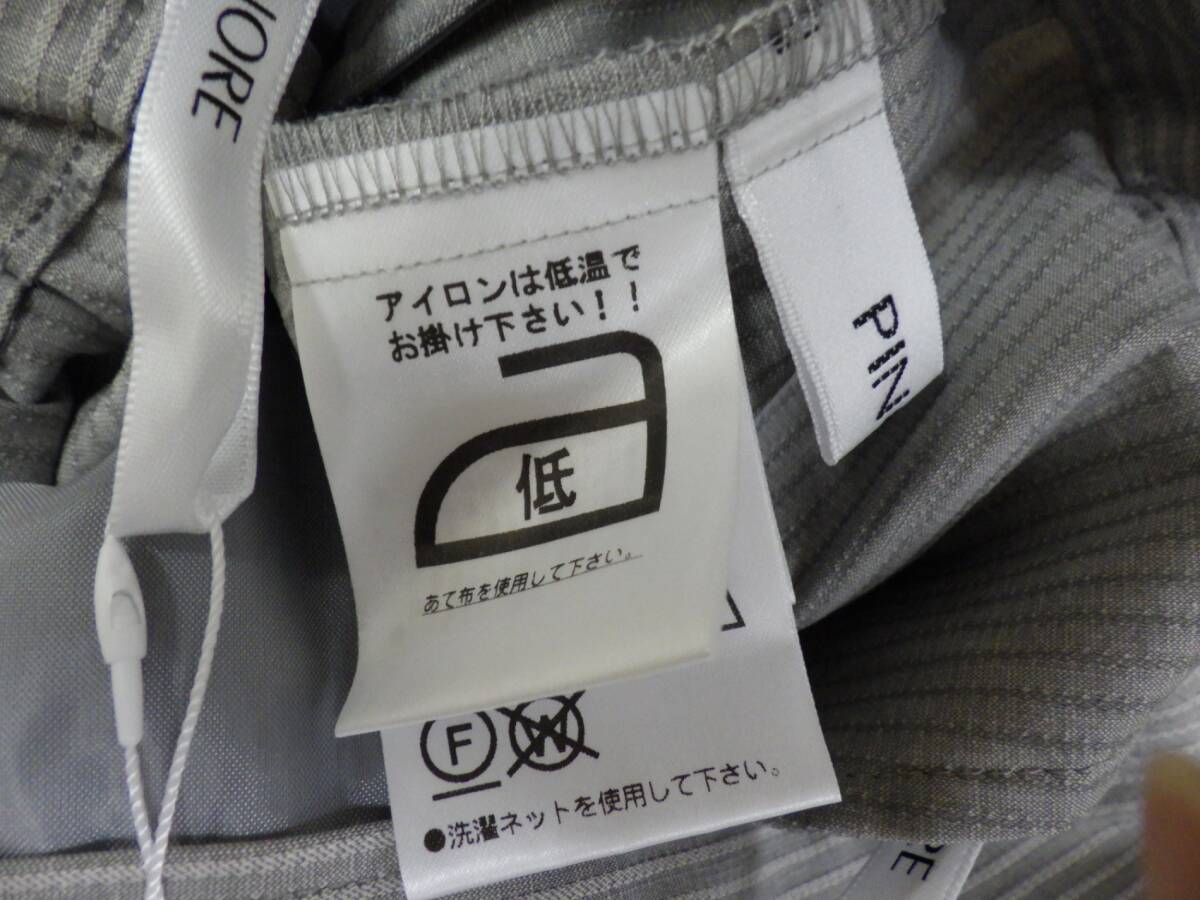 NORE
アイロンは低温で
お掛け下さい!!
低
あて布を使用して下さい。
F W
●洗濯ネットを使用して下さい。
PIN
RE